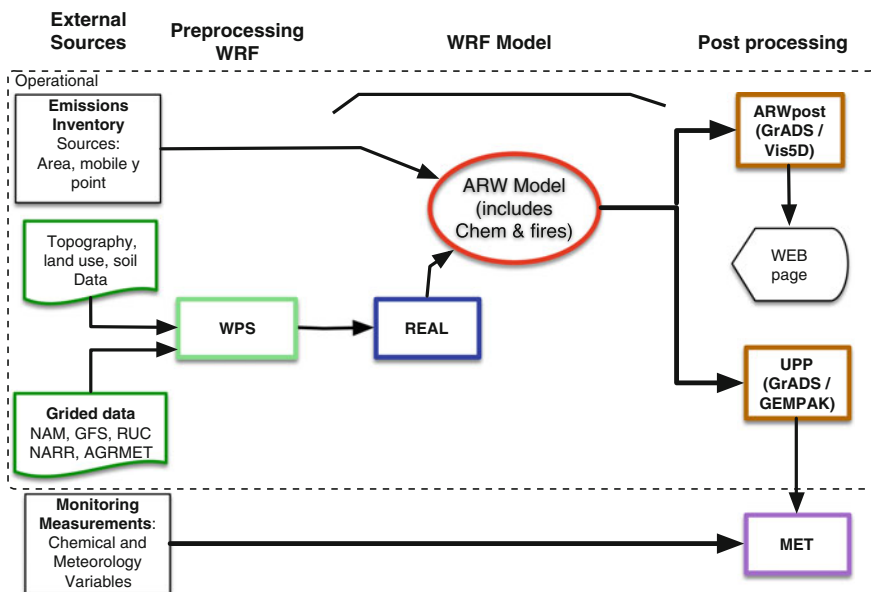 External
Sources
Preprocessing
WRF
WRF Model
Post processing
Operational
Emissions
Inventory
Sources:
Area, mobile y
point
ARW Model
(includes
Chem & fires)
ARWpost
(GrADS /
Vis5D)
WEB
page
Topography,
land use, soil
Data
WPS
REAL
UPP
(GrADS /
GEMPAK)
Grided data
NAM, GFS, RUC
NARR, AGRMET
Monitoring
Measurements:
Chemical and
Meteorology
Variables
MET